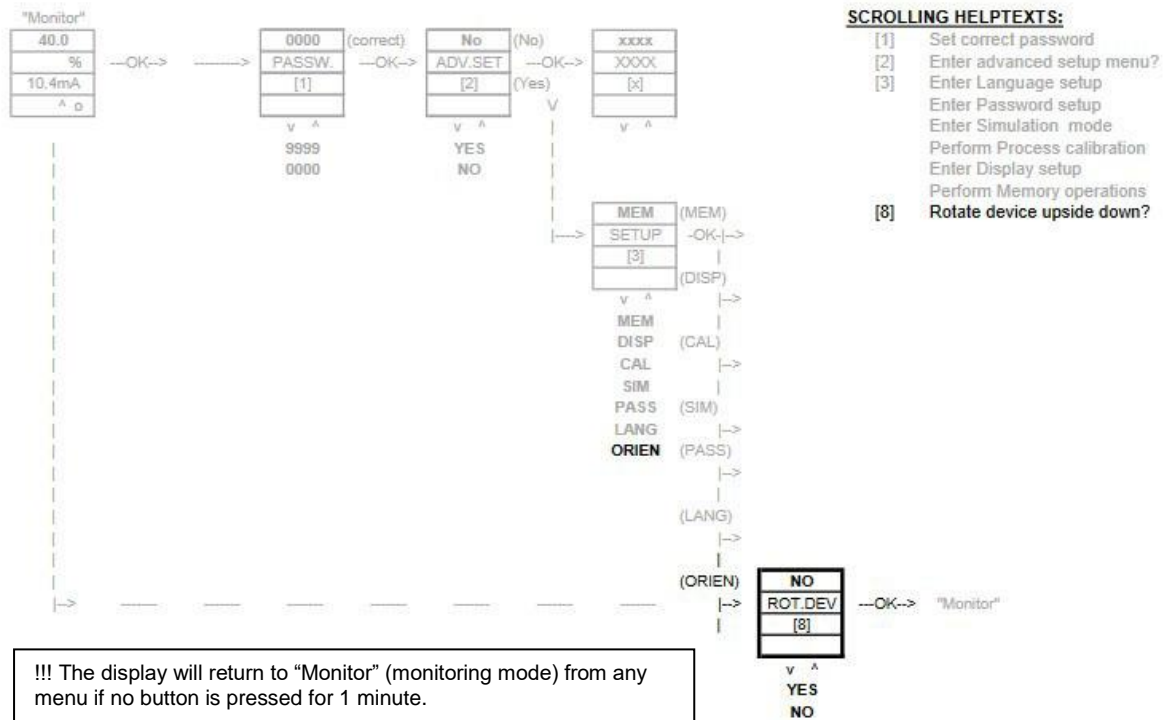 "Monitor"
40.0
%
10.4mA
^ o
---OK-->
--------->
0000 (correct)
PASSW. ---OK-->
[1]
v ^
9999
0000
No (No)
ADV.SET ---OK-->
[2] (Yes)
v ^
YES
NO
xxxx
XXXX
[x]
v ^
MEM (MEM)
SETUP -OK-|-->
[3]
(DISP)
v ^
MEM
DISP (CAL)
CAL
SIM
PASS (SIM)
LANG
ORIEN (PASS)
(LANG)
(ORIEN)
NO
ROT.DEV ---OK--> "Monitor"
[8]
v ^
YES
NO
SCROLLING HELPTEXTS:
[1] Set correct password
[2] Enter advanced setup menu?
[3] Enter Language setup
Enter Password setup
Enter Simulation mode
Perform Process calibration
Enter Display setup
Perform Memory operations
[8] Rotate device upside down?
!!! The display will return to “Monitor” (monitoring mode) from any
menu if no button is pressed for 1 minute.